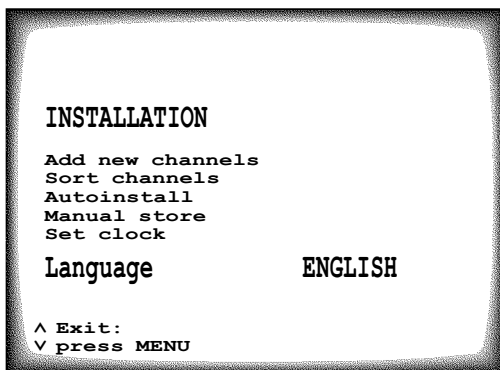 INSTALLATION
Add new channels
Sort channels
Autoinstall
Manual store
Set clock
Language ENGLISH
∧ Exit:
∨ press MENU